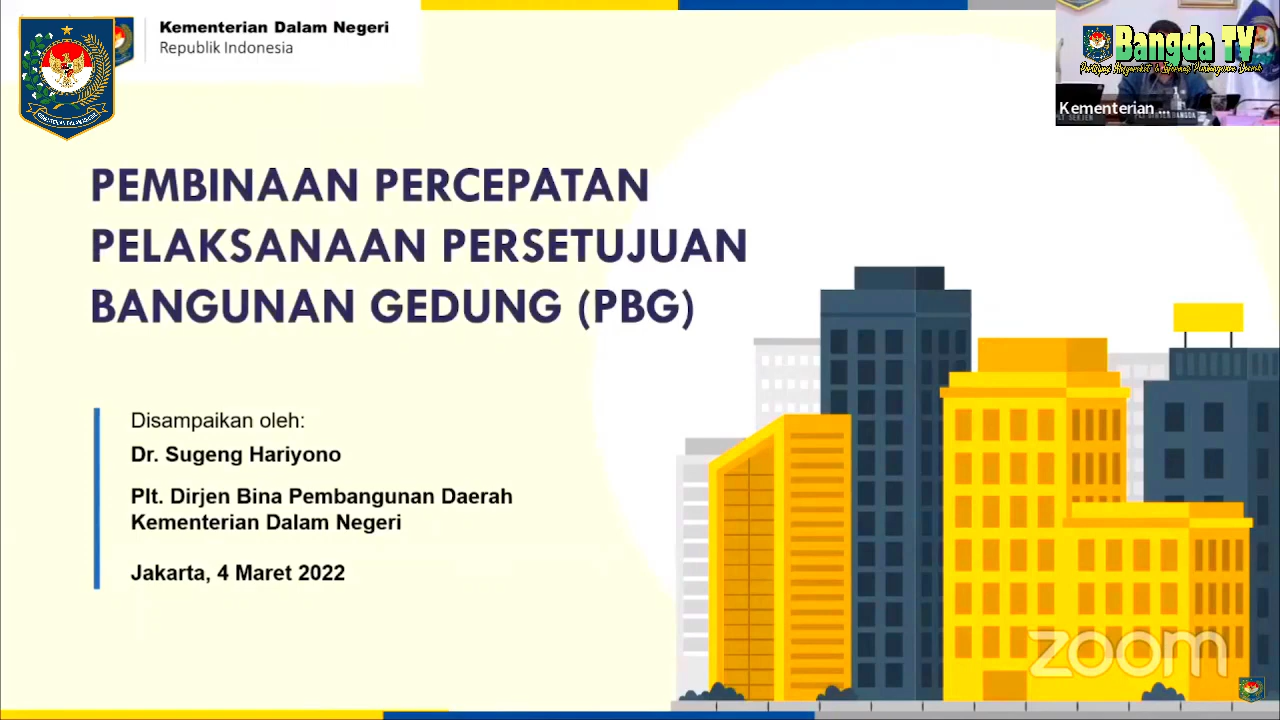 Kementerian Dalam Negeri
Republik Indonesia
Bangda TV
Kementerian ...
PEMBINAAN PERCEPATAN
PELAKSANAAN PERSETUJUAN
BANGUNAN GEDUNG (PBG)
Disampaikan oleh:
Dr. Sugeng Hariyono
Plt. Dirjen Bina Pembangunan Daerah
Kementerian Dalam Negeri
Jakarta, 4 Maret 2022
zoom